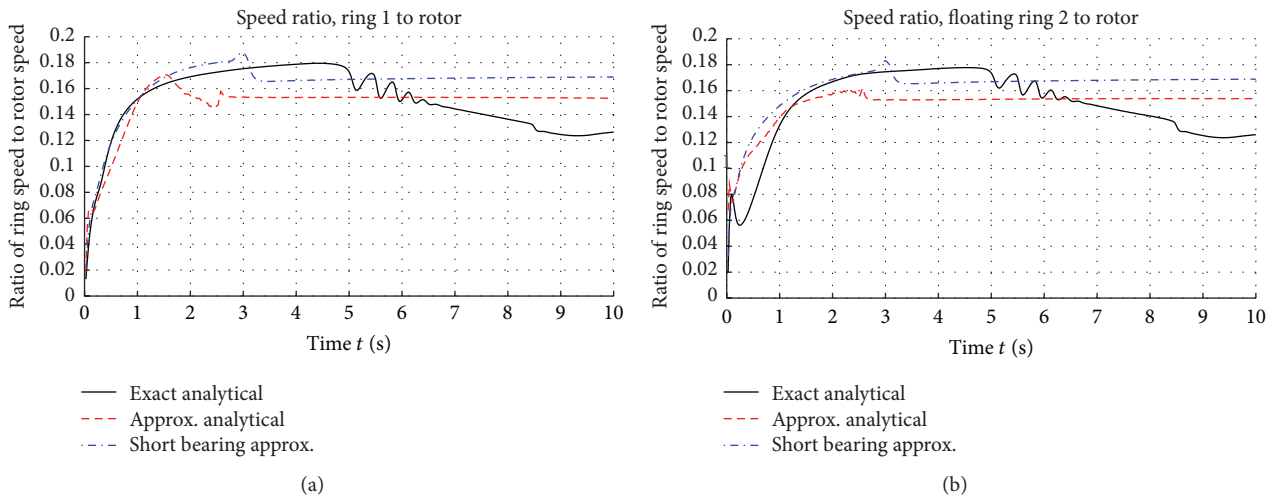 Speed ratio, ring 1 to rotor
Ratio of ring speed to rotor speed
0.2
0.18
0.16
0.14
0.12
0.1
0.08
0.06
0.04
0.02
0
0 1 2 3 4 5 6 7 8 9 10
Time t (s)
Exact analytical
Approx. analytical
Short bearing approx.
(a)
Speed ratio, floating ring 2 to rotor
Ratio of ring speed to rotor speed
0.2
0.18
0.16
0.14
0.12
0.1
0.08
0.06
0.04
0.02
0
0 1 2 3 4 5 6 7 8 9 10
Time t (s)
Exact analytical
Approx. analytical
Short bearing approx.
(b)